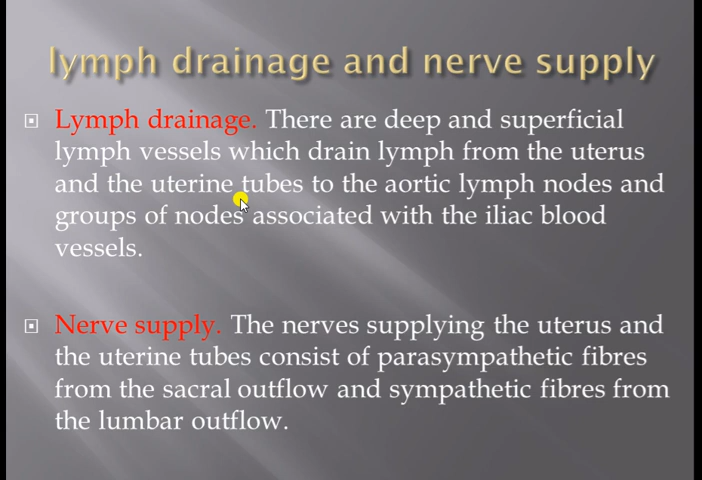 lymph drainage and nerve supply
Lymph drainage. There are deep and superficial
lymph vessels which drain lymph from the uterus
and the uterine tubes to the aortic lymph nodes and
groups of nodes associated with the iliac blood
vessels.
Nerve supply. The nerves supplying the uterus and
the uterine tubes consist of parasympathetic fibres
from the sacral outflow and sympathetic fibres from
the lumbar outflow.